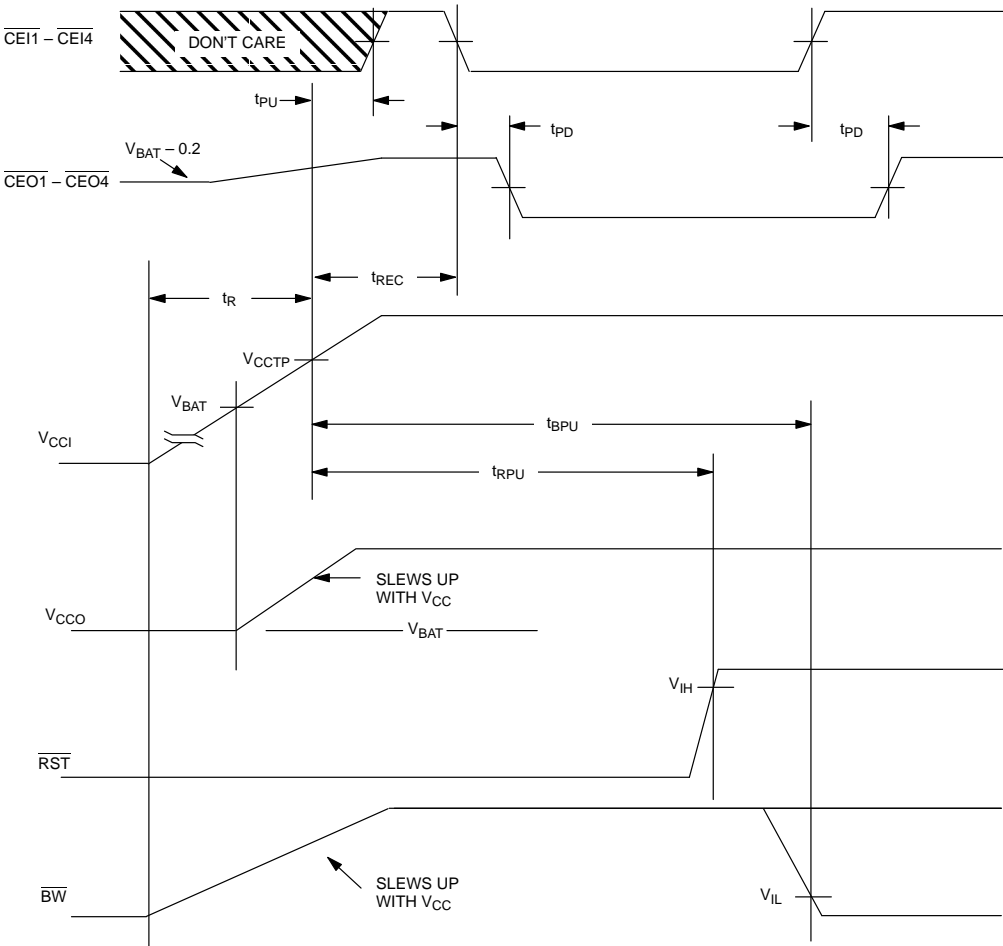 CEI1 – CEI4
DON'T CARE
tPU
tPD
tPD
VBAT – 0.2
CEO1 – CEO4
tREC
tR
VCCTP
VBAT
VCCI
tBPU
tRPU
SLEWS UP
WITH VCC
VCCO
VBAT
VIH
RST
SLEWS UP
WITH VCC
BW
VIL